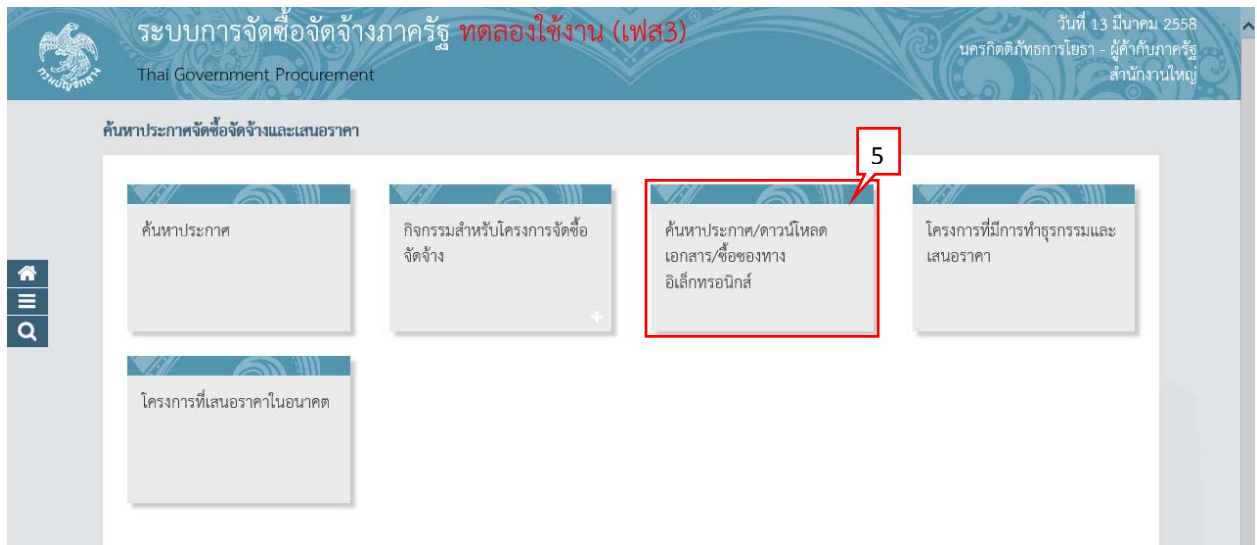 ระบบการจัดซื้อจัดจ้างภาครัฐ ทดลองใช้งาน (เฟส3)
Thai Government Procurement
กรมบัญชีกลาง
วันที่ 13 มีนาคม 2558
นครกิตติภัทธการโยธา - ผู้ค้ากับภาครัฐ
สำนักงานใหญ่
ค้นหาประกาศจัดซื้อจัดจ้างและเสนอราคา
5
ค้นหาประกาศ
กิจกรรมสำหรับโครงการจัดซื้อ
จัดจ้าง
ค้นหาประกาศ/ดาวน์โหลด
เอกสาร/ซื้อซองทาง
อิเล็กทรอนิกส์
โครงการที่มีการทำธุรกรรมและ
เสนอราคา
โครงการที่เสนอราคาในอนาคต